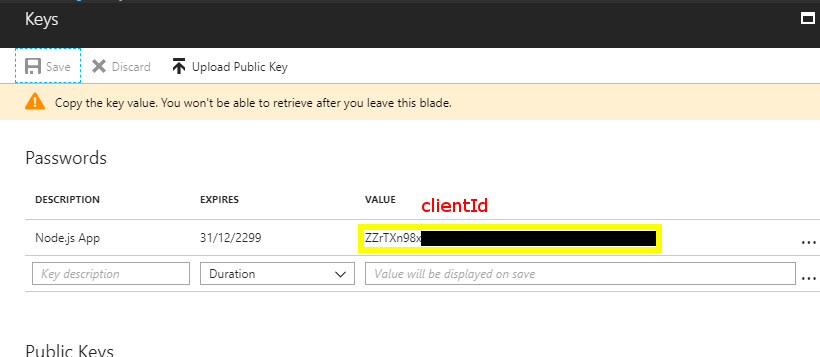 Keys
Save Discard Upload Public Key
Copy the key value. You won't be able to retrieve after you leave this blade.
Passwords
DESCRIPTION EXPIRES VALUE clientId
Node.js App 31/12/2299 ZZrTXn98x
Key description Duration Value will be displayed on save
Public Keys